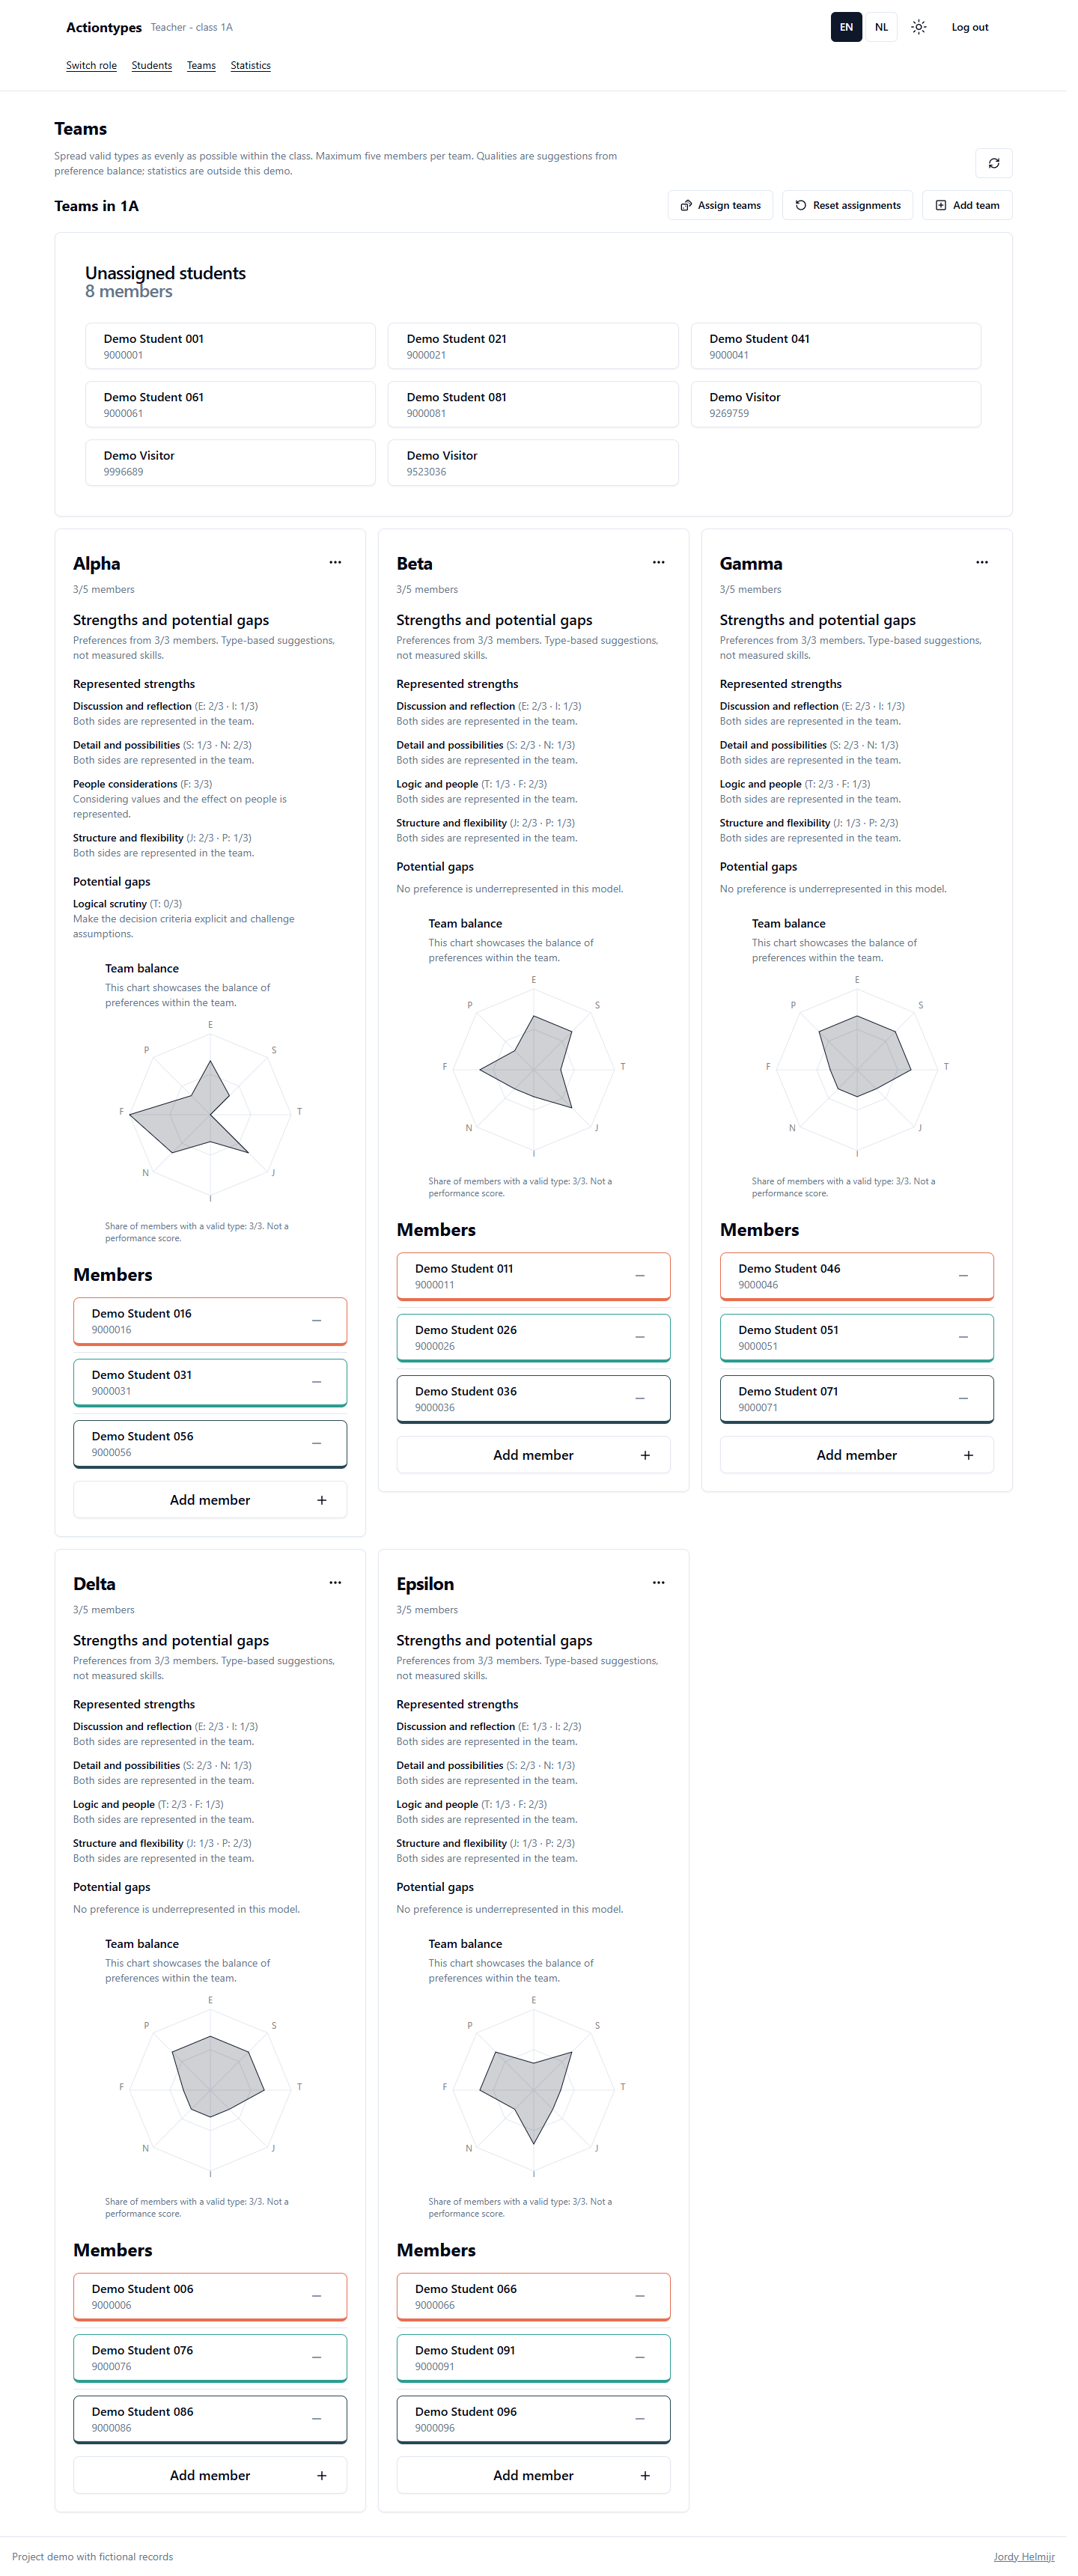 Actiontypes Teacher - class 1A EN NL Log out
Switch role Students Teams Statistics
Teams
Spread valid types as evenly as possible within the class. Maximum five members per team. Qualities are suggestions from
preference balance; statistics are outside this demo.
Teams in 1A
Assign teams Reset assignments Add team
Unassigned students
8 members
Demo Student 001
9000001
Demo Student 021
9000021
Demo Student 041
9000041
Demo Student 061
9000061
Demo Student 081
9000081
Demo Visitor
9269759
Demo Visitor
9996689
Demo Visitor
9523036
Alpha
3/5 members
Strengths and potential gaps
Preferences from 3/3 members. Type-based suggestions,
not measured skills.
Represented strengths
Discussion and reflection (E: 2/3 · I: 1/3)
Both sides are represented in the team.
Detail and possibilities (S: 1/3 · N: 2/3)
Both sides are represented in the team.
People considerations (F: 3/3)
Considering values and the effect on people is
represented.
Structure and flexibility (J: 2/3 · P: 1/3)
Both sides are represented in the team.
Potential gaps
Logical scrutiny (T: 0/3)
Make the decision criteria explicit and challenge
assumptions.
Team balance
This chart showcases the balance of
preferences within the team.
E
P S
F T
N J
I
Share of members with a valid type: 3/3. Not a
performance score.
Members
Demo Student 016
9000016
Demo Student 031
9000031
Demo Student 056
9000056
Add member
Beta
3/5 members
Strengths and potential gaps
Preferences from 3/3 members. Type-based suggestions,
not measured skills.
Represented strengths
Discussion and reflection (E: 2/3 · I: 1/3)
Both sides are represented in the team.
Detail and possibilities (S: 2/3 · N: 1/3)
Both sides are represented in the team.
Logic and people (T: 1/3 · F: 2/3)
Both sides are represented in the team.
Structure and flexibility (J: 2/3 · P: 1/3)
Both sides are represented in the team.
Potential gaps
No preference is underrepresented in this model.
Team balance
This chart showcases the balance of
preferences within the team.
E
P S
F T
N J
I
Share of members with a valid type: 3/3. Not a
performance score.
Members
Demo Student 011
9000011
Demo Student 026
9000026
Demo Student 036
9000036
Add member
Gamma
3/5 members
Strengths and potential gaps
Preferences from 3/3 members. Type-based suggestions,
not measured skills.
Represented strengths
Discussion and reflection (E: 2/3 · I: 1/3)
Both sides are represented in the team.
Detail and possibilities (S: 2/3 · N: 1/3)
Both sides are represented in the team.
Logic and people (T: 2/3 · F: 1/3)
Both sides are represented in the team.
Structure and flexibility (J: 1/3 · P: 2/3)
Both sides are represented in the team.
Potential gaps
No preference is underrepresented in this model.
Team balance
This chart showcases the balance of
preferences within the team.
E
P S
F T
N J
I
Share of members with a valid type: 3/3. Not a
performance score.
Members
Demo Student 046
9000046
Demo Student 051
9000051
Demo Student 071
9000071
Add member
Delta
3/5 members
Strengths and potential gaps
Preferences from 3/3 members. Type-based suggestions,
not measured skills.
Represented strengths
Discussion and reflection (E: 2/3 · I: 1/3)
Both sides are represented in the team.
Detail and possibilities (S: 2/3 · N: 1/3)
Both sides are represented in the team.
Logic and people (T: 2/3 · F: 1/3)
Both sides are represented in the team.
Structure and flexibility (J: 1/3 · P: 2/3)
Both sides are represented in the team.
Potential gaps
No preference is underrepresented in this model.
Team balance
This chart showcases the balance of
preferences within the team.
E
P S
F T
N J
I
Share of members with a valid type: 3/3. Not a
performance score.
Members
Demo Student 006
9000006
Demo Student 076
9000076
Demo Student 086
9000086
Add member
Epsilon
3/5 members
Strengths and potential gaps
Preferences from 3/3 members. Type-based suggestions,
not measured skills.
Represented strengths
Discussion and reflection (E: 1/3 · I: 2/3)
Both sides are represented in the team.
Detail and possibilities (S: 2/3 · N: 1/3)
Both sides are represented in the team.
Logic and people (T: 1/3 · F: 2/3)
Both sides are represented in the team.
Structure and flexibility (J: 1/3 · P: 2/3)
Both sides are represented in the team.
Potential gaps
No preference is underrepresented in this model.
Team balance
This chart showcases the balance of
preferences within the team.
E
P S
F T
N J
I
Share of members with a valid type: 3/3. Not a
performance score.
Members
Demo Student 066
9000066
Demo Student 091
9000091
Demo Student 096
9000096
Add member
Project demo with fictional records
Jordy Helmijr